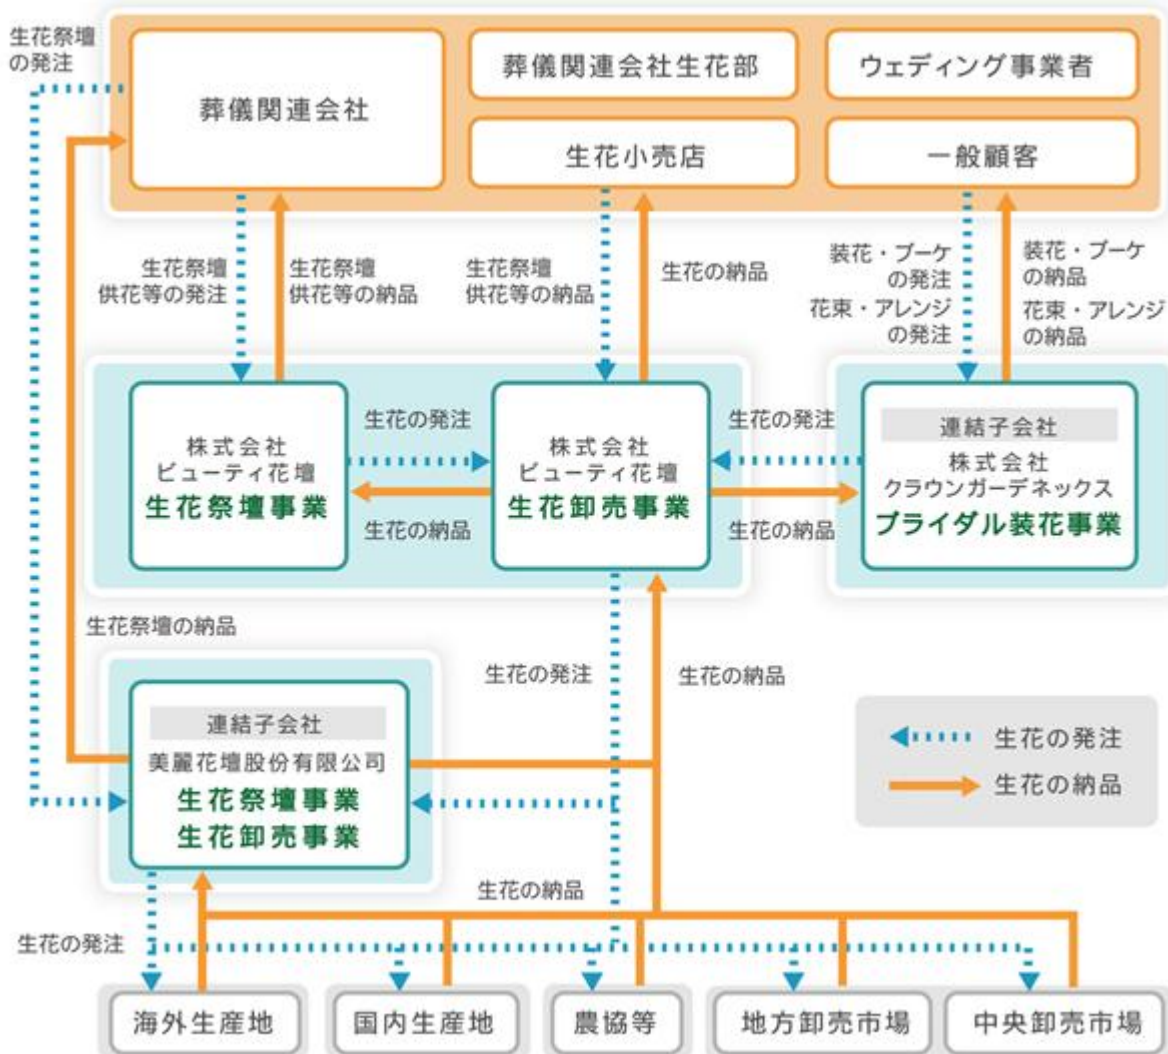 生花祭壇
の発注
葬儀関連会社
葬儀関連会社生花部
ウェディング事業者
生花小売店
一般顧客
生花祭壇
供花等の発注
生花祭壇
供花等の納品
生花祭壇
供花等の納品
生花の納品
装花・ブーケ
の発注
花束・アレンジ
の発注
装花・ブーケ
の納品
花束・アレンジ
の納品
株式会社
ビューティ花壇
生花祭壇事業
生花の発注
生花の納品
株式会社
ビューティ花壇
生花卸売事業
生花の発注
生花の納品
連結子会社
株式会社
クラウンガーデネックス
ブライダル装花事業
生花祭壇の納品
生花の発注
生花の納品
連結子会社
美麗花壇股份有限公司
生花祭壇事業
生花卸売事業
生花の発注
生花の納品
生花の納品
生花の発注
海外生産地
国内生産地
農協等
地方卸売市場
中央卸売市場